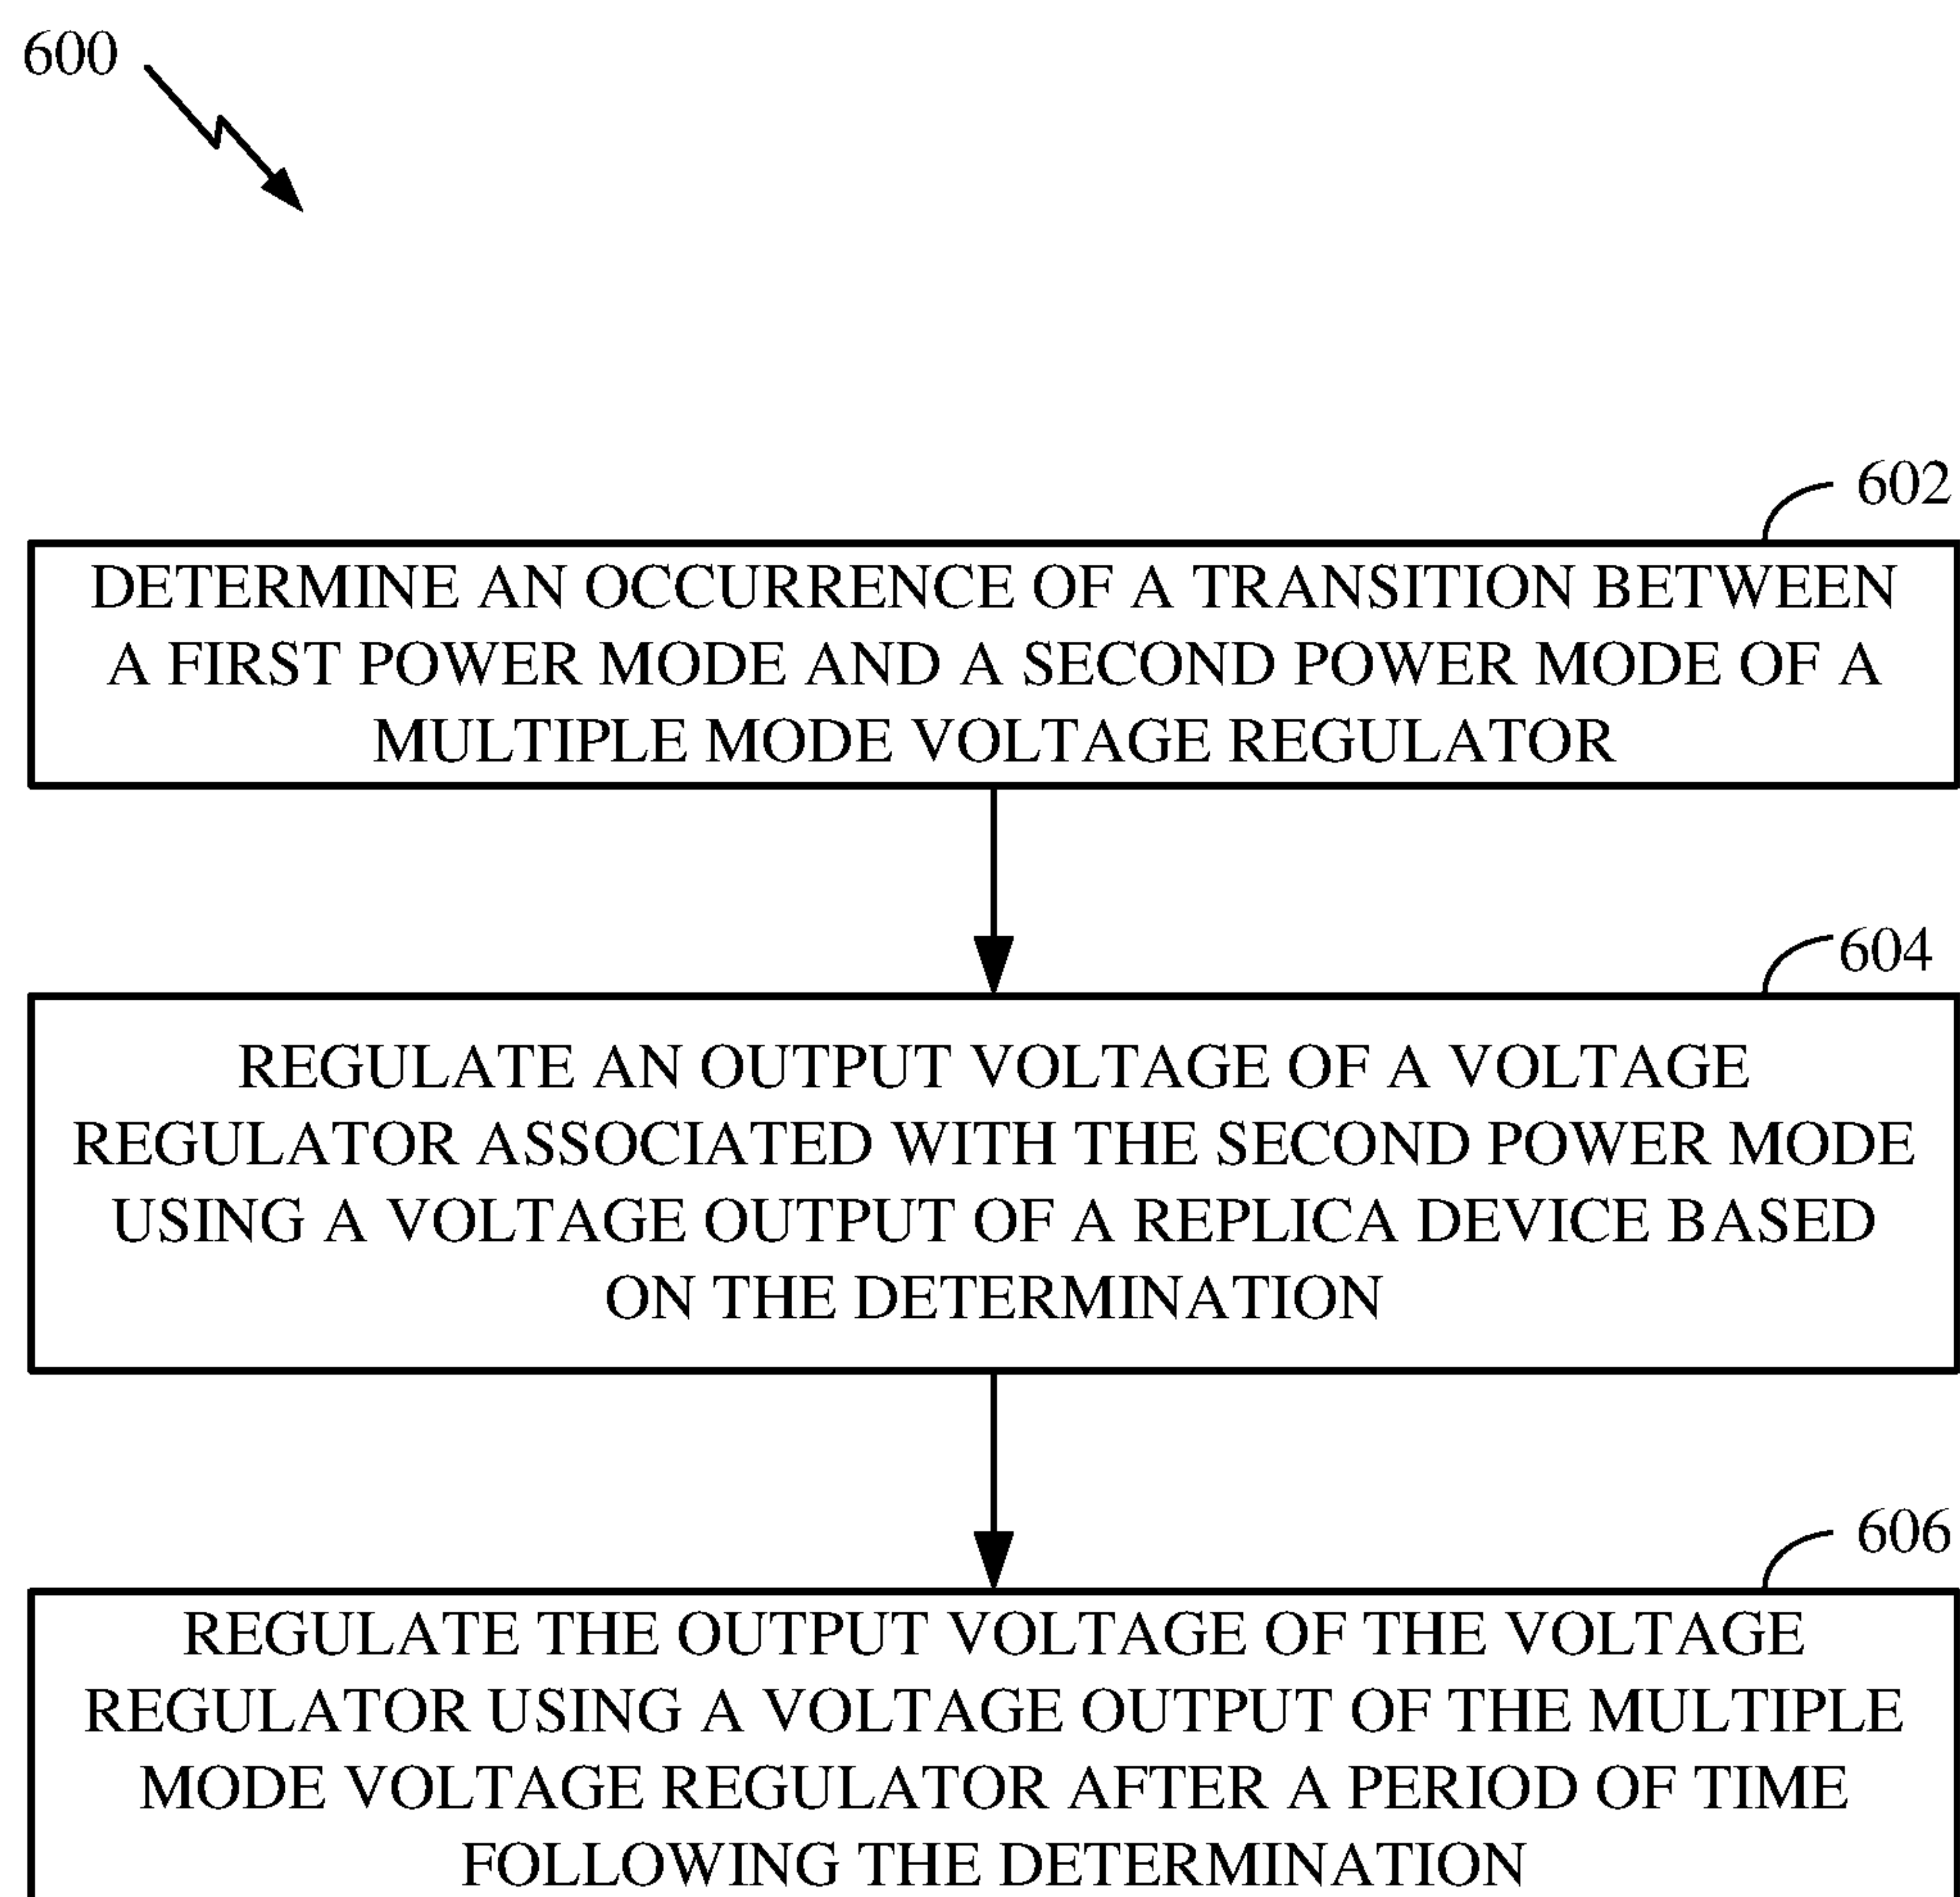 600
602
DETERMINE AN OCCURRENCE OF A TRANSITION BETWEEN
A FIRST POWER MODE AND A SECOND POWER MODE OF A
MULTIPLE MODE VOLTAGE REGULATOR
604
REGULATE AN OUTPUT VOLTAGE OF A VOLTAGE
REGULATOR ASSOCIATED WITH THE SECOND POWER MODE
USING A VOLTAGE OUTPUT OF A REPLICA DEVICE BASED
ON THE DETERMINATION
606
REGULATE THE OUTPUT VOLTAGE OF THE VOLTAGE
REGULATOR USING A VOLTAGE OUTPUT OF THE MULTIPLE
MODE VOLTAGE REGULATOR AFTER A PERIOD OF TIME
FOLLOWING THE DETERMINATION